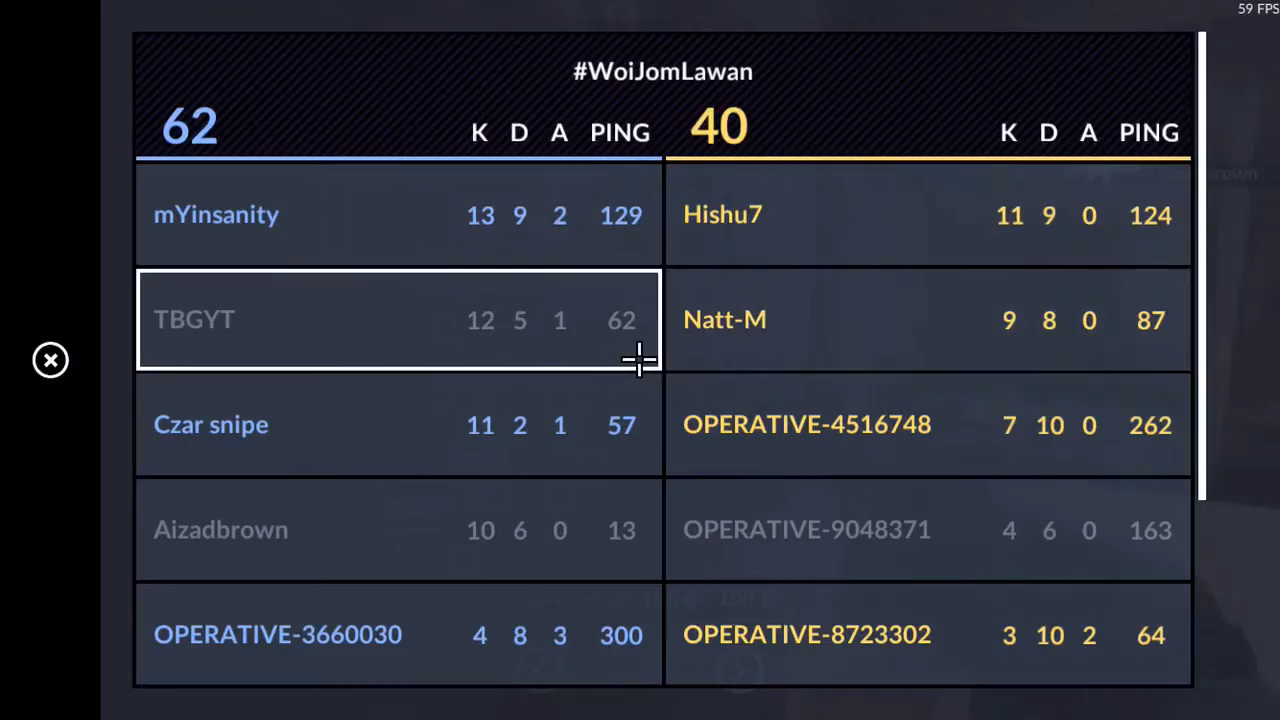 59 FPS
#WoiJomLawan
62 K D A PING 40 K D A PING
mYinsanity 13 9 2 129 Hishu7 11 9 0 124
TBGYT 12 5 1 62 Natt-M 9 8 0 87
Czar snipe 11 2 1 57 OPERATIVE-4516748 7 10 0 262
Aizadbrown 10 6 0 13 OPERATIVE-9048371 4 6 0 163
OPERATIVE-3660030 4 8 3 300 OPERATIVE-8723302 3 10 2 64